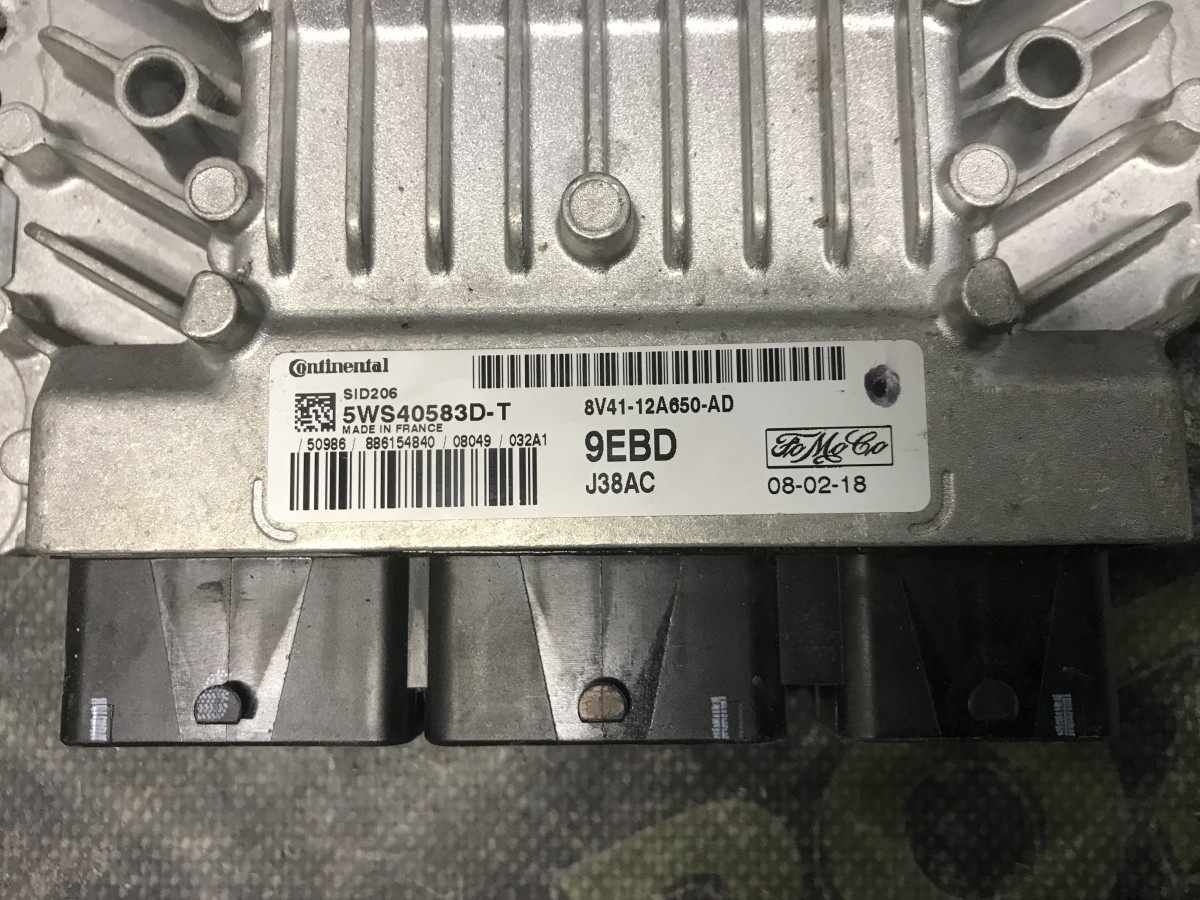 Continental
SID206
5WS40583D-T
MADE IN FRANCE
/ 50986 / 886154840 / 08049 / 032A1
8V41-12A650-AD
9EBD
J38AC
FoMoCo
08-02-18